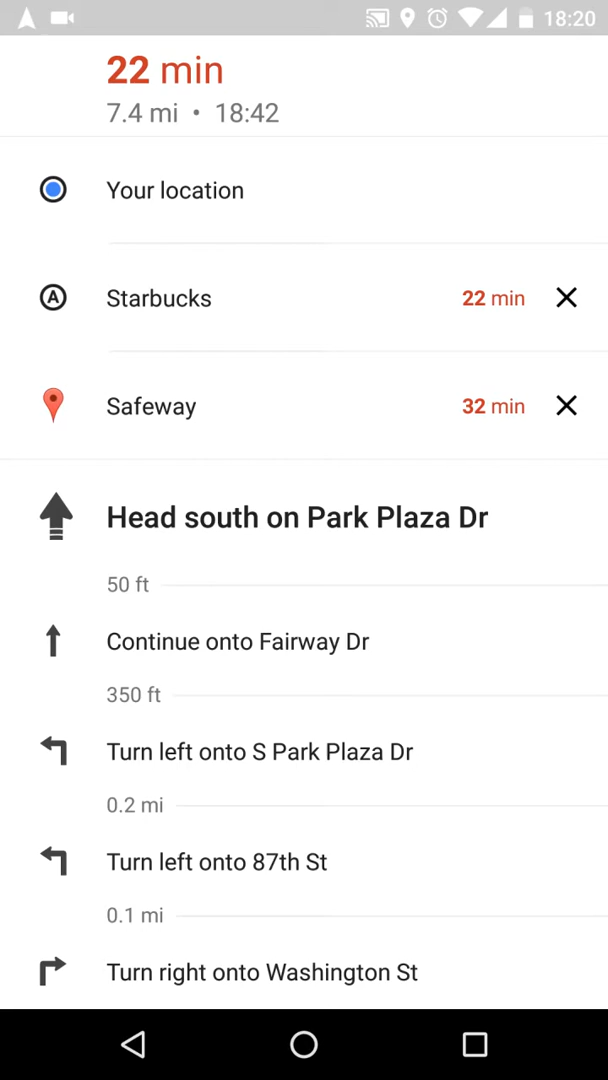 18:20
22 min
7.4 mi • 18:42
Your location
A Starbucks 22 min
Safeway 32 min
Head south on Park Plaza Dr
50 ft
Continue onto Fairway Dr
350 ft
Turn left onto S Park Plaza Dr
0.2 mi
Turn left onto 87th St
0.1 mi
Turn right onto Washington St